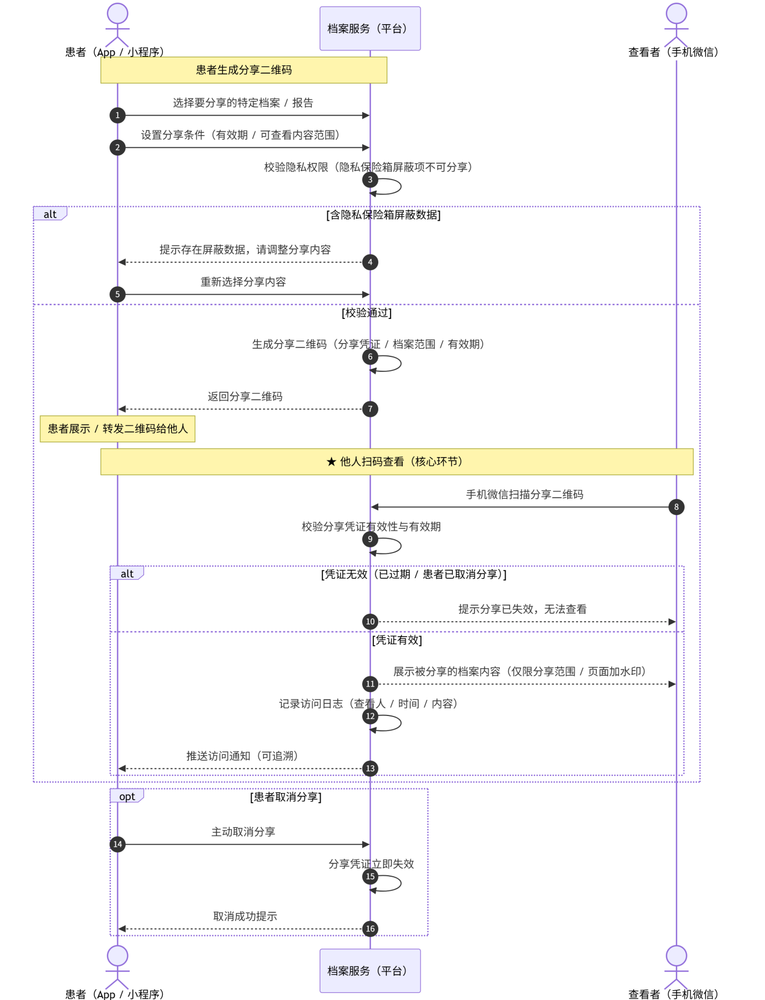 患者（App / 小程序）
档案服务（平台）
查看者（手机微信）
患者生成分享二维码
选择要分享的特定档案 / 报告
1
设置分享条件（有效期 / 可查看内容范围）
2
校验隐私权限（隐私保险箱屏蔽项不可分享）
3
alt
[含隐私保险箱屏蔽数据]
提示存在屏蔽数据，请调整分享内容
4
重新选择分享内容
5
[校验通过]
生成分享二维码（分享凭证 / 档案范围 / 有效期）
6
返回分享二维码
7
患者展示 / 转发二维码给他人
★ 他人扫码查看（核心环节）
手机微信扫描分享二维码
8
校验分享凭证有效性与有效期
9
alt
[凭证无效（已过期 / 患者已取消分享）]
提示分享已失效，无法查看
10
[凭证有效]
展示被分享的档案内容（仅限分享范围 / 页面加水印）
11
记录访问日志（查看人 / 时间 / 内容）
12
推送访问通知（可追溯）
13
opt
[患者取消分享]
主动取消分享
14
分享凭证立即失效
15
取消成功提示
16
患者（App / 小程序）
档案服务（平台）
查看者（手机微信）